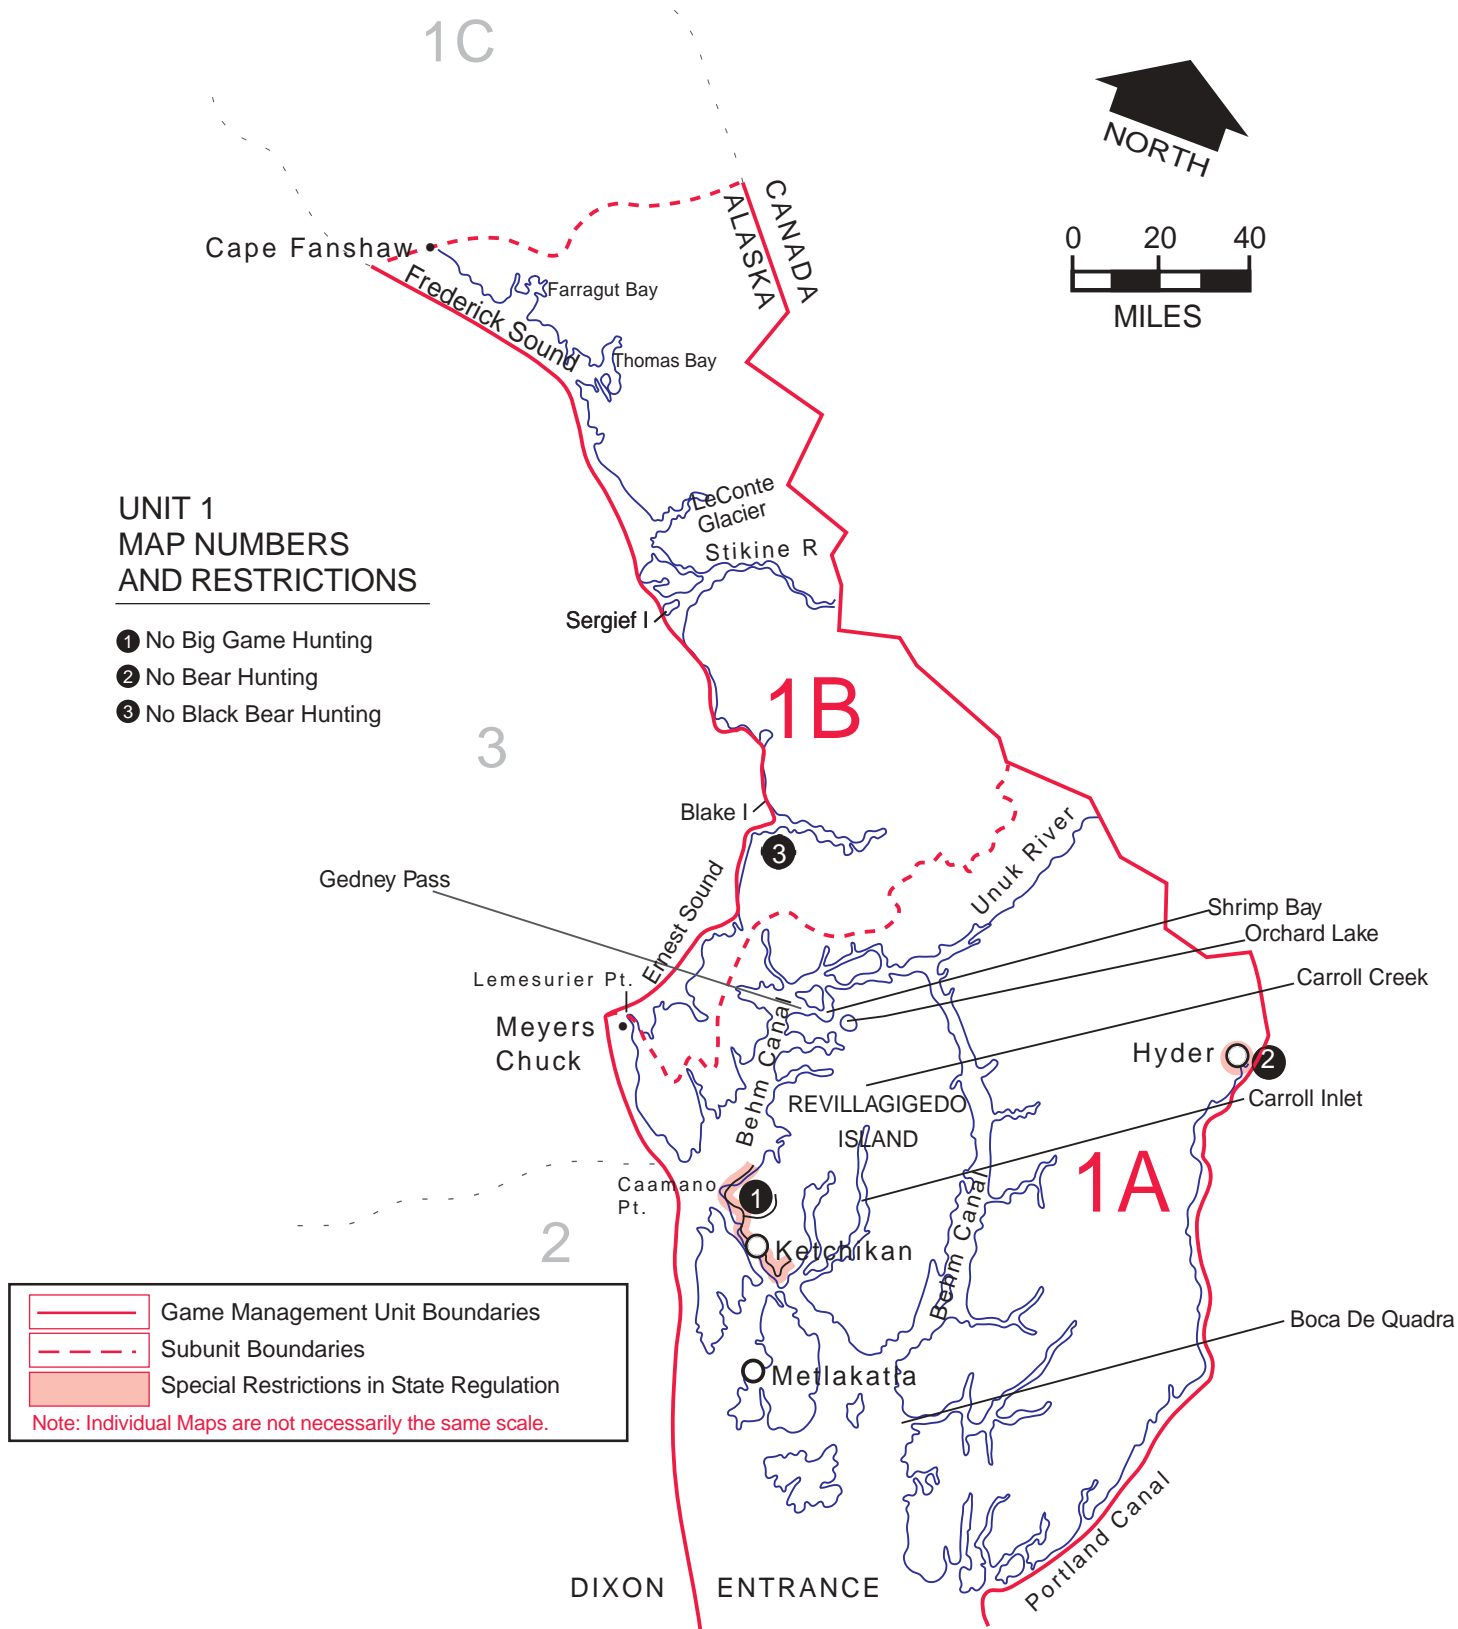 1C
NORTH
CANADA
ALASKA
Cape Fanshaw
Frederick Sound
Farragut Bay
Thomas Bay
0 20 40
MILES
UNIT 1
MAP NUMBERS
AND RESTRICTIONS
1 No Big Game Hunting
2 No Bear Hunting
3 No Black Bear Hunting
LeConte
Glacier
Stikine R
Sergief I
1B
3
Blake I
3
Gedney Pass
Ernest Sound
Unuk River
Shrimp Bay
Orchard Lake
Carroll Creek
Lemesurier Pt.
Meyers
Chuck
Behm Canal
Hyder
2
REVILLAGIGEDO
ISLAND
Carroll Inlet
1A
Caamano
Pt.
1
2
Ketchikan
Behm Canal
Boca De Quadra
Metlakatla
Game Management Unit Boundaries
Subunit Boundaries
Special Restrictions in State Regulation
Note: Individual Maps are not necessarily the same scale.
Portland Canal
DIXON ENTRANCE